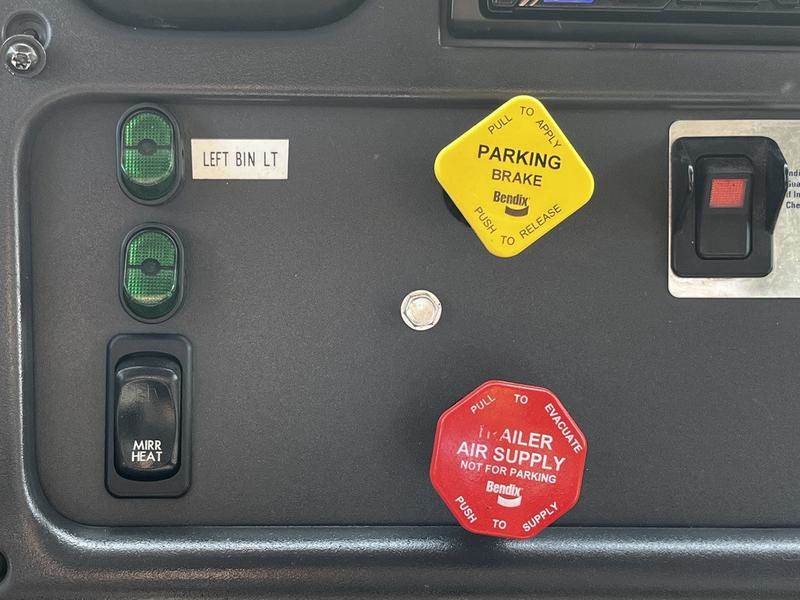 LEFT BIN LT
PULL TO APPLY
PARKING
BRAKE
Bendix
PUSH TO RELEASE
MIRR
HEAT
PULL TO EVACUATE
TRAILER
AIR SUPPLY
NOT FOR PARKING
Bendix
PUSH TO SUPPLY